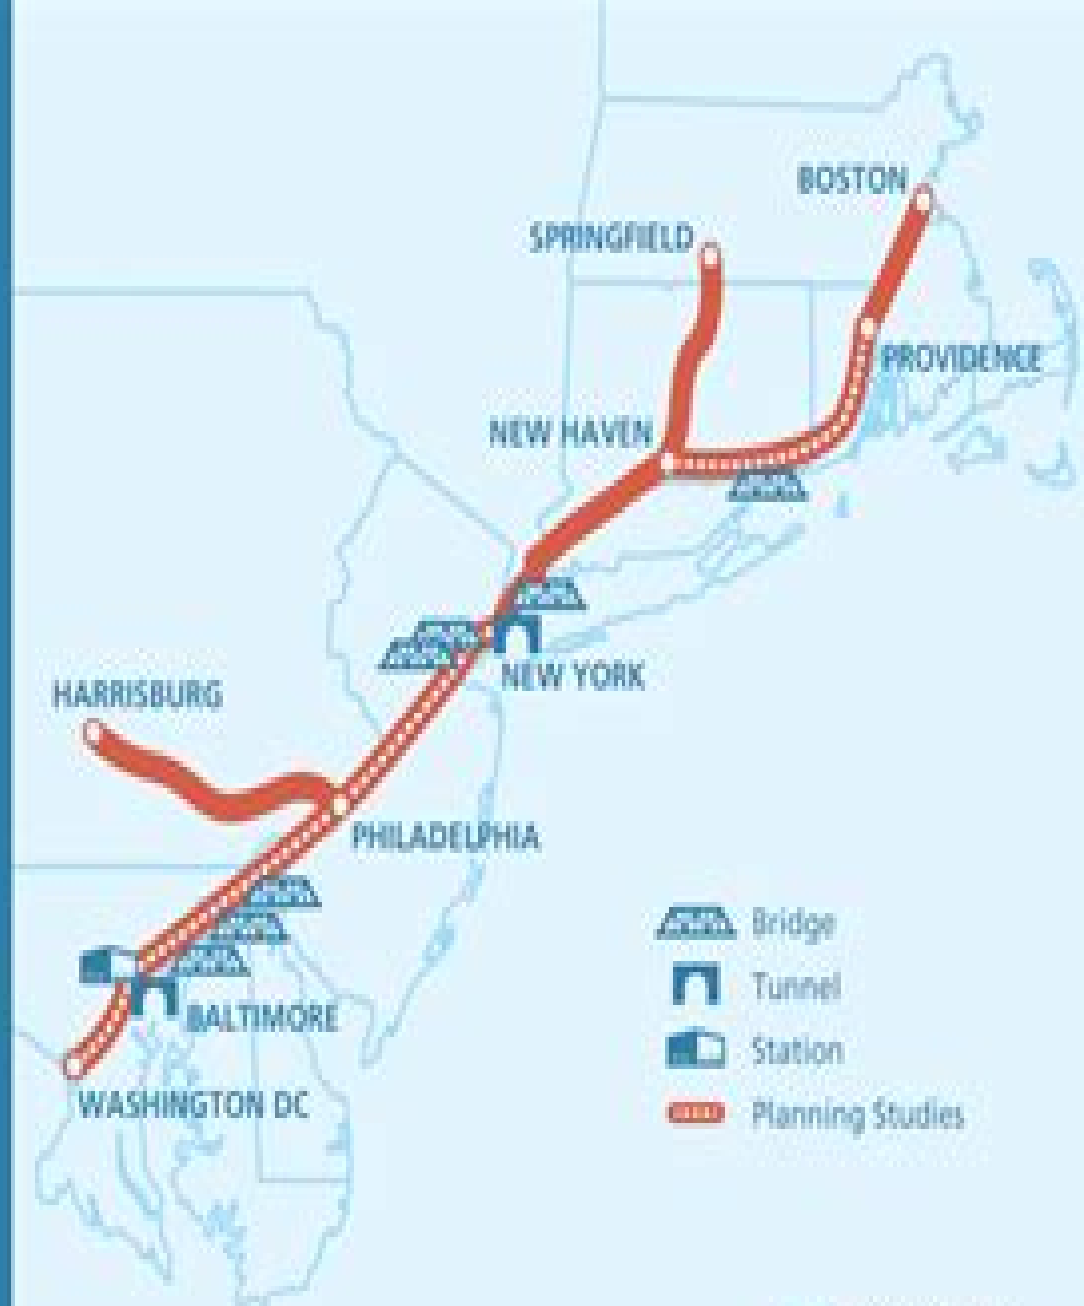 BOSTON
SPRINGFIELD
PROVIDENCE
NEW HAVEN
NEW YORK
HARRISBURG
PHILADELPHIA
Bridge
Tunnel
BALTIMORE
Station
WASHINGTON DC
Planning Studies